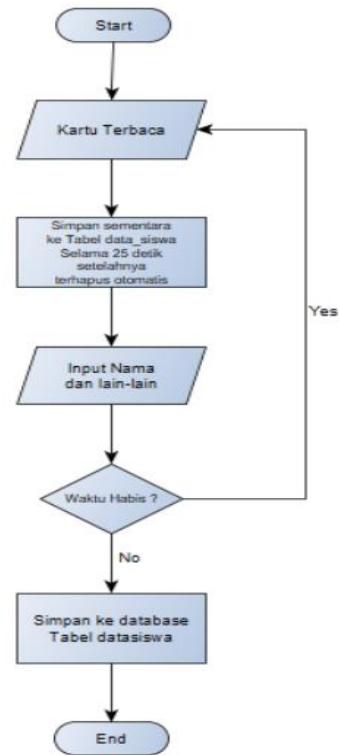 Start
Kartu Terbaca
Simpan sementara
ke Tabel data_siswa
Selama 25 detik
setelahnya
terhapus otomatis
Input Nama
dan lain-lain
Waktu Habis ?
Yes
No
Simpan ke database
Tabel datasiswa
End